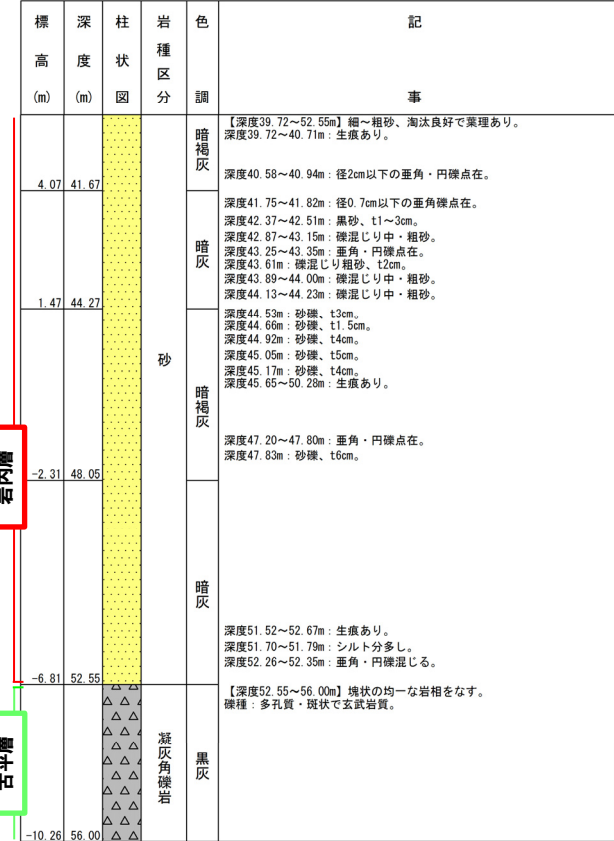 標高(m) 深度(m) 柱状図 岩種区分 色調 記事
【深度39.72～52.55m】細～粗砂、淘汰良好で葉理あり。
深度39.72～40.71m：生痕あり。
暗褐灰
深度40.58～40.94m：径2cm以下の亜角・円礫点在。
4.07 41.67
深度41.75～41.82m：径0.7cm以下の亜角礫点在。
深度42.37～42.51m：黒砂、t1～3cm。
深度42.87～43.15m：礫混じり中・粗砂。
暗灰
深度43.25～43.35m：亜角・円礫点在。
深度43.61m：礫混じり粗砂、t2cm。
深度43.89～44.00m：礫混じり中・粗砂。
深度44.13～44.23m：礫混じり中・粗砂。
1.47 44.27
深度44.53m：砂礫、t3cm。
深度44.66m：砂礫、t1.5cm。
深度44.92m：砂礫、t4cm。
深度45.05m：砂礫、t5cm。
砂
深度45.17m：砂礫、t4cm。
深度45.65～50.28m：生痕あり。
暗褐灰
深度47.20～47.80m：亜角・円礫点在。
深度47.83m：砂礫、t6cm。
岩内層
-2.31 48.05
暗灰
深度51.52～52.67m：生痕あり。
深度51.70～51.79m：シルト分多し。
深度52.26～52.35m：亜角・円礫混じる。
-6.81 52.55
【深度52.55～56.00m】塊状の均一な岩相をなす。
礫種：多孔質・斑状で玄武岩質。
古平層
凝灰角礫岩
黒灰
-10.26 56.00